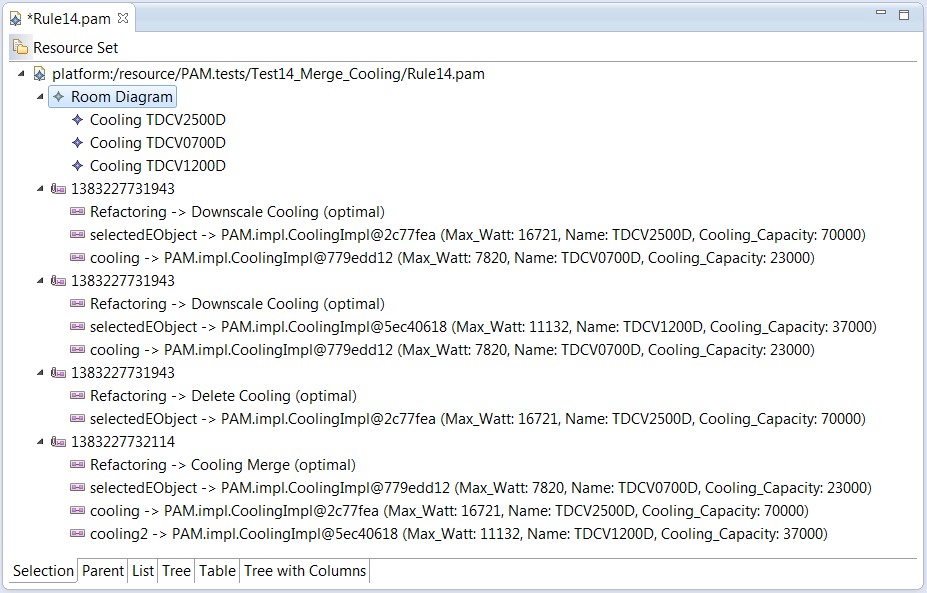 *Rule14.pam
Resource Set
platform:/resource/PAM.tests/Test14_Merge_Cooling/Rule14.pam
Room Diagram
Cooling TDCV2500D
Cooling TDCV0700D
Cooling TDCV1200D
1383227731943
Refactoring -> Downscale Cooling (optimal)
selectedEObject -> PAM.impl.CoolingImpl@2c77fea (Max_Watt: 16721, Name: TDCV2500D, Cooling_Capacity: 70000)
cooling -> PAM.impl.CoolingImpl@779edd12 (Max_Watt: 7820, Name: TDCV0700D, Cooling_Capacity: 23000)
1383227731943
Refactoring -> Downscale Cooling (optimal)
selectedEObject -> PAM.impl.CoolingImpl@5ec40618 (Max_Watt: 11132, Name: TDCV1200D, Cooling_Capacity: 37000)
cooling -> PAM.impl.CoolingImpl@779edd12 (Max_Watt: 7820, Name: TDCV0700D, Cooling_Capacity: 23000)
1383227731943
Refactoring -> Delete Cooling (optimal)
selectedEObject -> PAM.impl.CoolingImpl@2c77fea (Max_Watt: 16721, Name: TDCV2500D, Cooling_Capacity: 70000)
1383227732114
Refactoring -> Cooling Merge (optimal)
selectedEObject -> PAM.impl.CoolingImpl@779edd12 (Max_Watt: 7820, Name: TDCV0700D, Cooling_Capacity: 23000)
cooling -> PAM.impl.CoolingImpl@2c77fea (Max_Watt: 16721, Name: TDCV2500D, Cooling_Capacity: 70000)
cooling2 -> PAM.impl.CoolingImpl@5ec40618 (Max_Watt: 11132, Name: TDCV1200D, Cooling_Capacity: 37000)
Selection Parent List Tree Table Tree with Columns